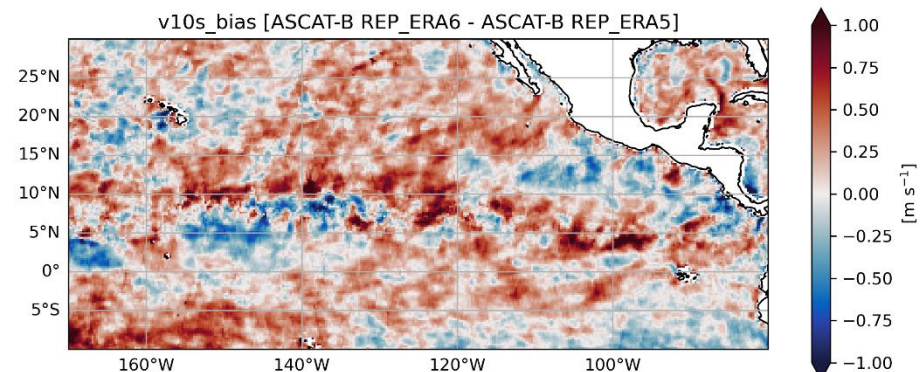 v10s_bias [ASCAT-B REP_ERA6 - ASCAT-B REP_ERA5]
25°N
20°N
15°N
10°N
5°N
0°
5°S
160°W
140°W
120°W
100°W
1.00
0.75
0.50
0.25
0.00
−0.25
−0.50
−0.75
−1.00
[m s⁻¹]